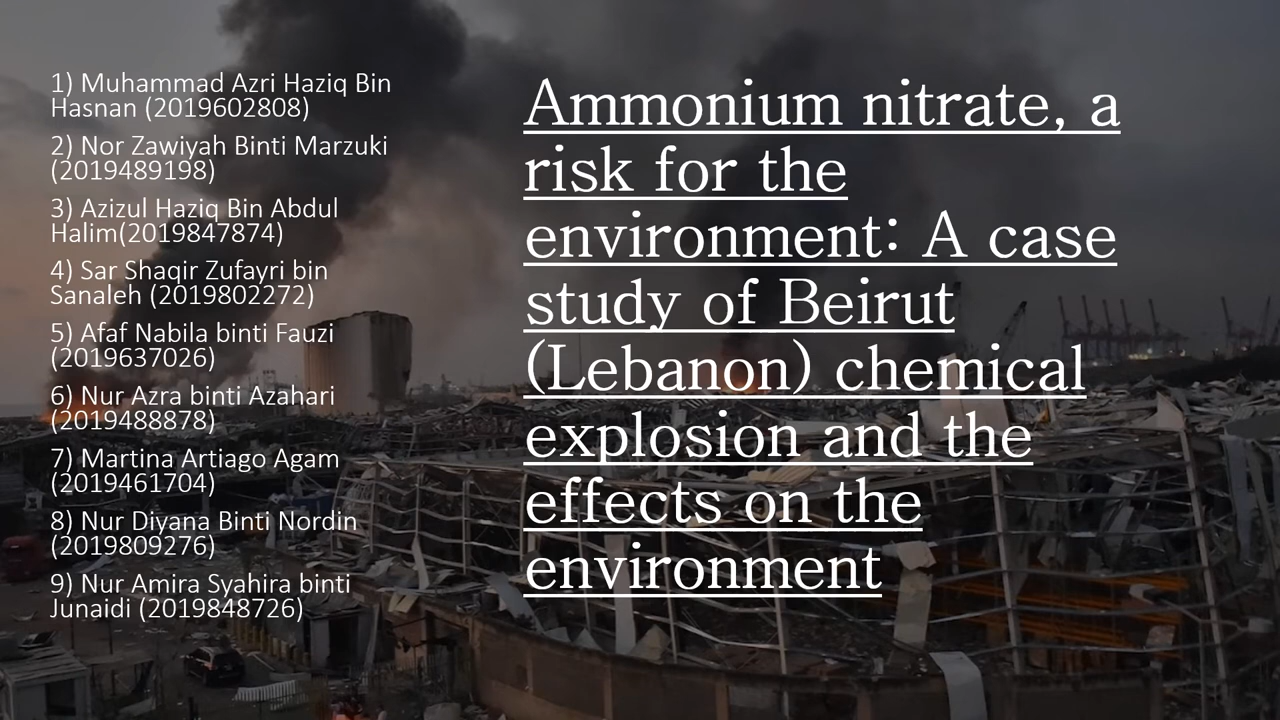 1) Muhammad Azri Haziq Bin
Hasnan (2019602808)
2) Nor Zawiyah Binti Marzuki
(2019489198)
3) Azizul Haziq Bin Abdul
Halim(2019847874)
4) Sar Shaqir Zufayri bin
Sanaleh (2019802272)
5) Afaf Nabila binti Fauzi
(2019637026)
6) Nur Azra binti Azahari
(2019488878)
7) Martina Artiago Agam
(2019461704)
8) Nur Diyana Binti Nordin
(2019809276)
9) Nur Amira Syahira binti
Junaidi (2019848726)
Ammonium nitrate, a
risk for the
environment: A case
study of Beirut
(Lebanon) chemical
explosion and the
effects on the
environment